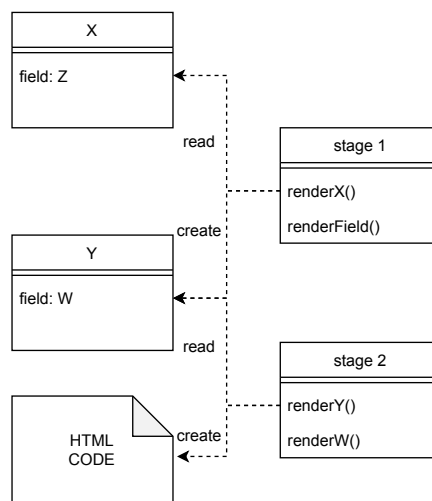 X
field: Z
read
stage 1
renderX()
renderField()
create
Y
field: W
read
stage 2
renderY()
renderW()
create
HTML
CODE